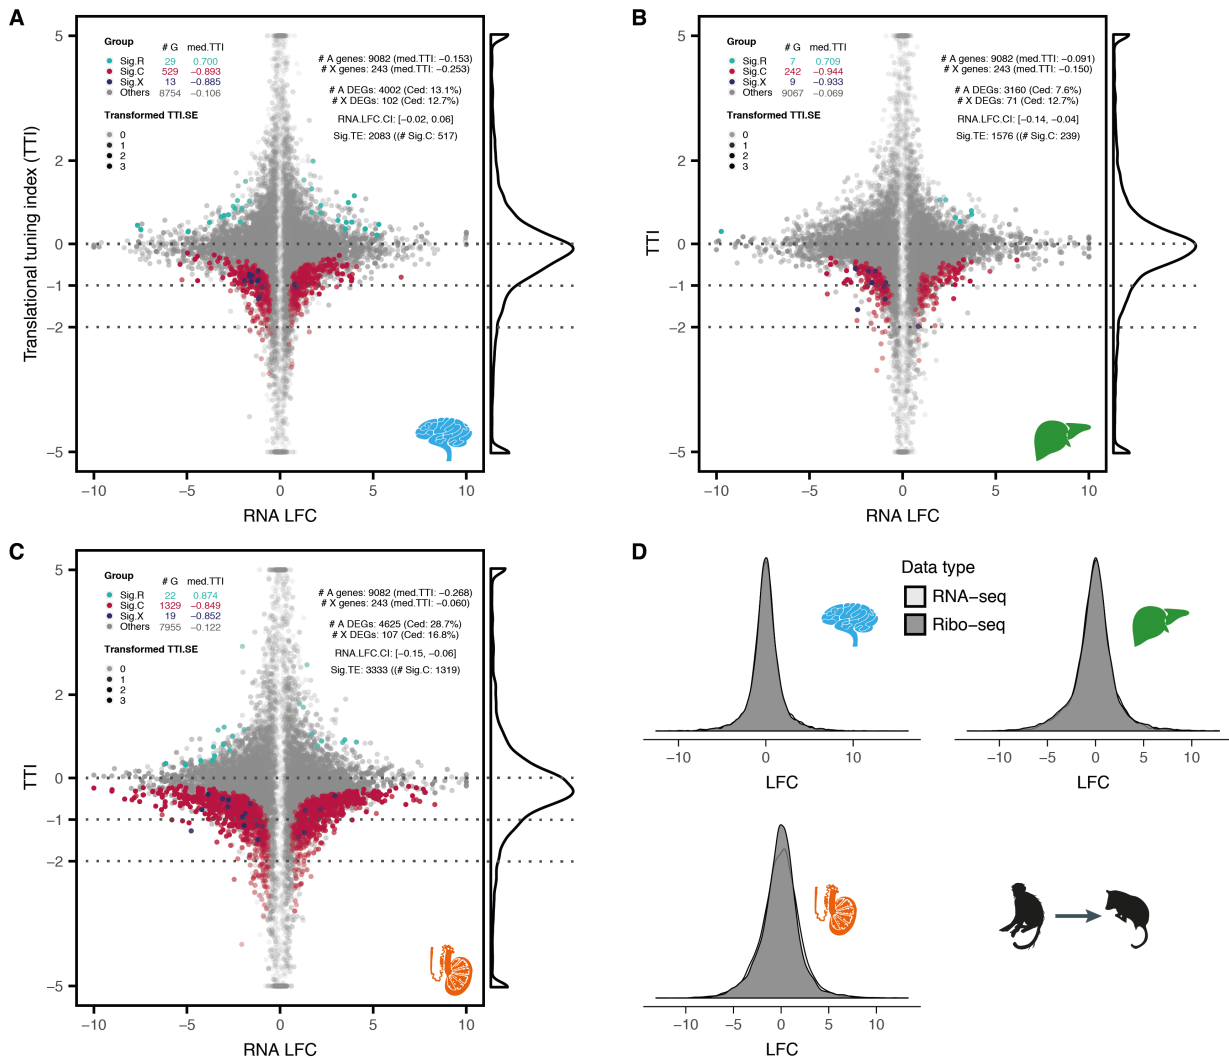 A
Group
# G med.TTI
Sig.R 29 0.700
Sig.C 529 −0.893
Sig.X 13 −0.885
Others 8754 −0.106
Transformed TTI.SE
0
1
2
3
# A genes: 9082 (med.TTI: −0.153)
# X genes: 243 (med.TTI: −0.253)
# A DEGs: 4002 (Ced: 13.1%)
# X DEGs: 102 (Ced: 12.7%)
RNA.LFC.CI: [−0.02, 0.06]
Sig.TE: 2083 ((# Sig.C: 517)
Translational tuning index (TTI)
5
2
0
−1
−2
−5
−10 −5 0 5 10
RNA LFC
B
Group
# G med.TTI
Sig.R 7 0.709
Sig.C 242 −0.944
Sig.X 9 −0.933
Others 9067 −0.069
Transformed TTI.SE
0
1
2
3
# A genes: 9082 (med.TTI: −0.091)
# X genes: 243 (med.TTI: −0.150)
# A DEGs: 3160 (Ced: 7.6%)
# X DEGs: 71 (Ced: 12.7%)
RNA.LFC.CI: [−0.14, −0.04]
Sig.TE: 1576 ((# Sig.C: 239)
TTI
5
2
0
−1
−2
−5
−10 −5 0 5 10
RNA LFC
C
Group
# G med.TTI
Sig.R 22 0.874
Sig.C 1329 −0.849
Sig.X 19 −0.852
Others 7955 −0.122
Transformed TTI.SE
0
1
2
3
# A genes: 9082 (med.TTI: −0.268)
# X genes: 243 (med.TTI: −0.060)
# A DEGs: 4625 (Ced: 28.7%)
# X DEGs: 107 (Ced: 16.8%)
RNA.LFC.CI: [−0.15, −0.06]
Sig.TE: 3333 ((# Sig.C: 1319)
TTI
5
2
0
−1
−2
−5
−10 −5 0 5 10
RNA LFC
D
Data type
RNA−seq
Ribo−seq
−10 0 10
LFC
−10 −5 0 5 10
LFC
−10 −5 0 5 10
LFC